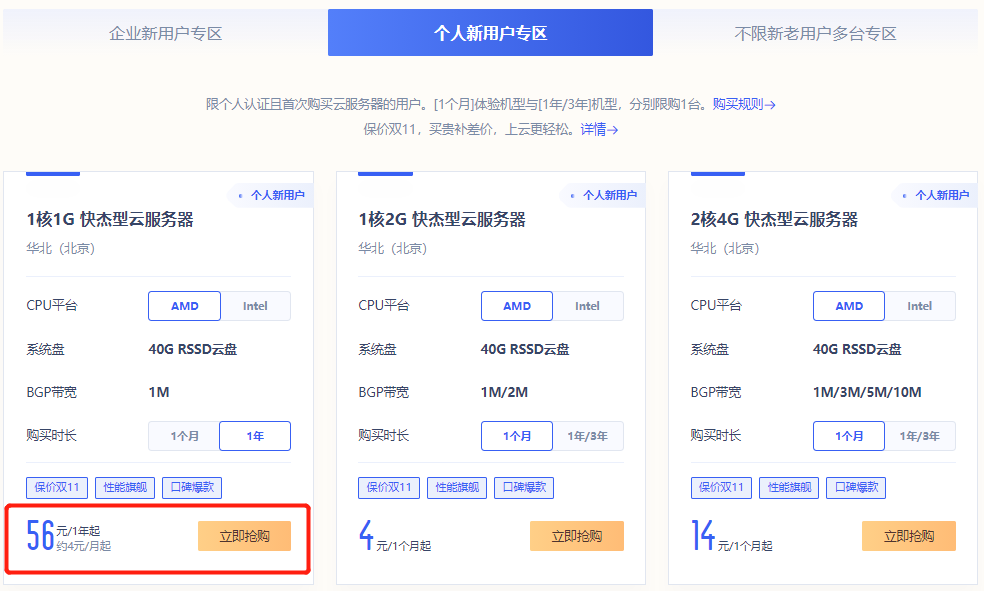 企业新用户专区
个人新用户专区
不限新老用户多台专区
限个人认证且首次购买云服务器的用户。[1个月]体验机型与[1年/3年]机型，分别限购1台。购买规则→
保价双11，买贵补差价，上云更轻松。详情→
个人新用户
1核1G 快杰型云服务器
华北（北京）
CPU平台 AMD Intel
系统盘 40G RSSD云盘
BGP带宽 1M
购买时长 1个月 1年
保价双11 性能旗舰 口碑爆款
56元/1年起
约4元/月起
立即抢购
个人新用户
1核2G 快杰型云服务器
华北（北京）
CPU平台 AMD Intel
系统盘 40G RSSD云盘
BGP带宽 1M/2M
购买时长 1个月 1年/3年
保价双11 性能旗舰 口碑爆款
4元/1个月起
立即抢购
个人新用户
2核4G 快杰型云服务器
华北（北京）
CPU平台 AMD Intel
系统盘 40G RSSD云盘
BGP带宽 1M/3M/5M/10M
购买时长 1个月 1年/3年
保价双11 性能旗舰 口碑爆款
14元/1个月起
立即抢购